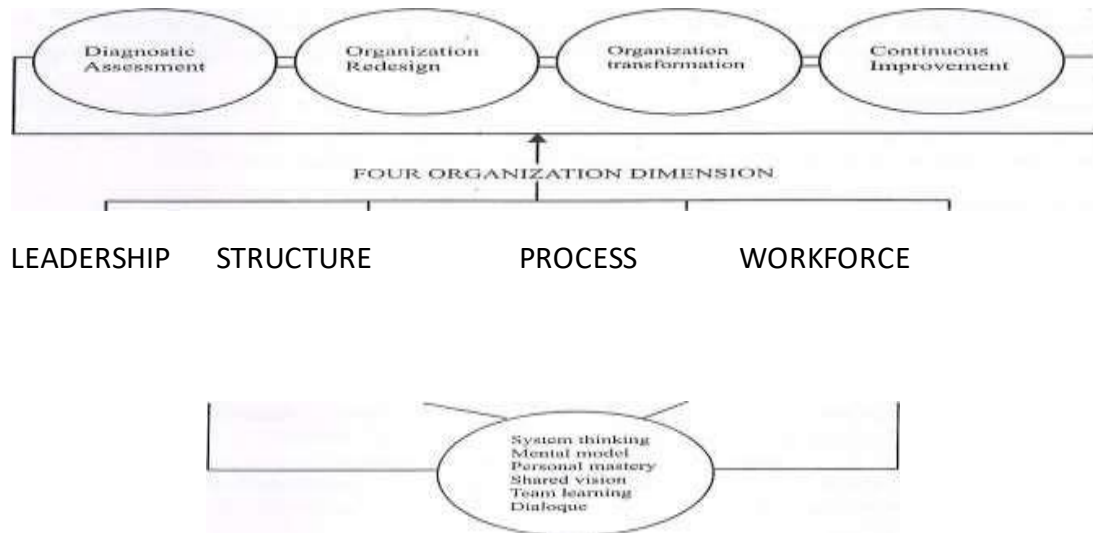 Diagnostic
Assessment
Organization
Redesign
Organization
transformation
Continuous
Improvement
FOUR ORGANIZATION DIMENSION
LEADERSHIP STRUCTURE PROCESS WORKFORCE
System thinking
Mental model
Personal mastery
Shared vision
Team learning
Dialoque